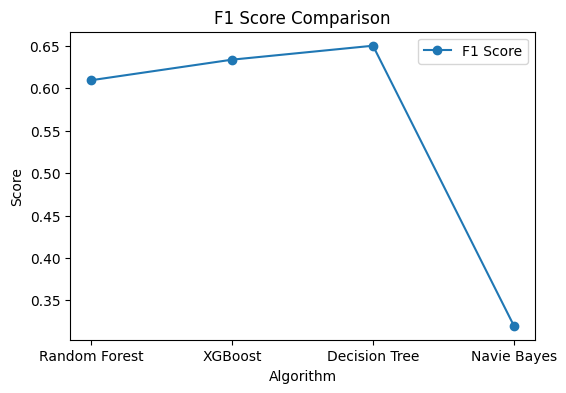 F1 Score Comparison
F1 Score
0.65
0.60
0.55
0.50
0.45
0.40
0.35
Score
Random Forest XGBoost Decision Tree Navie Bayes
Algorithm